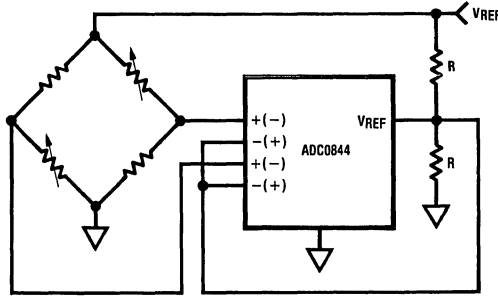 VREF
R
+(−)
VREF
−(+)
ADC0844
+(−)
R
−(+)